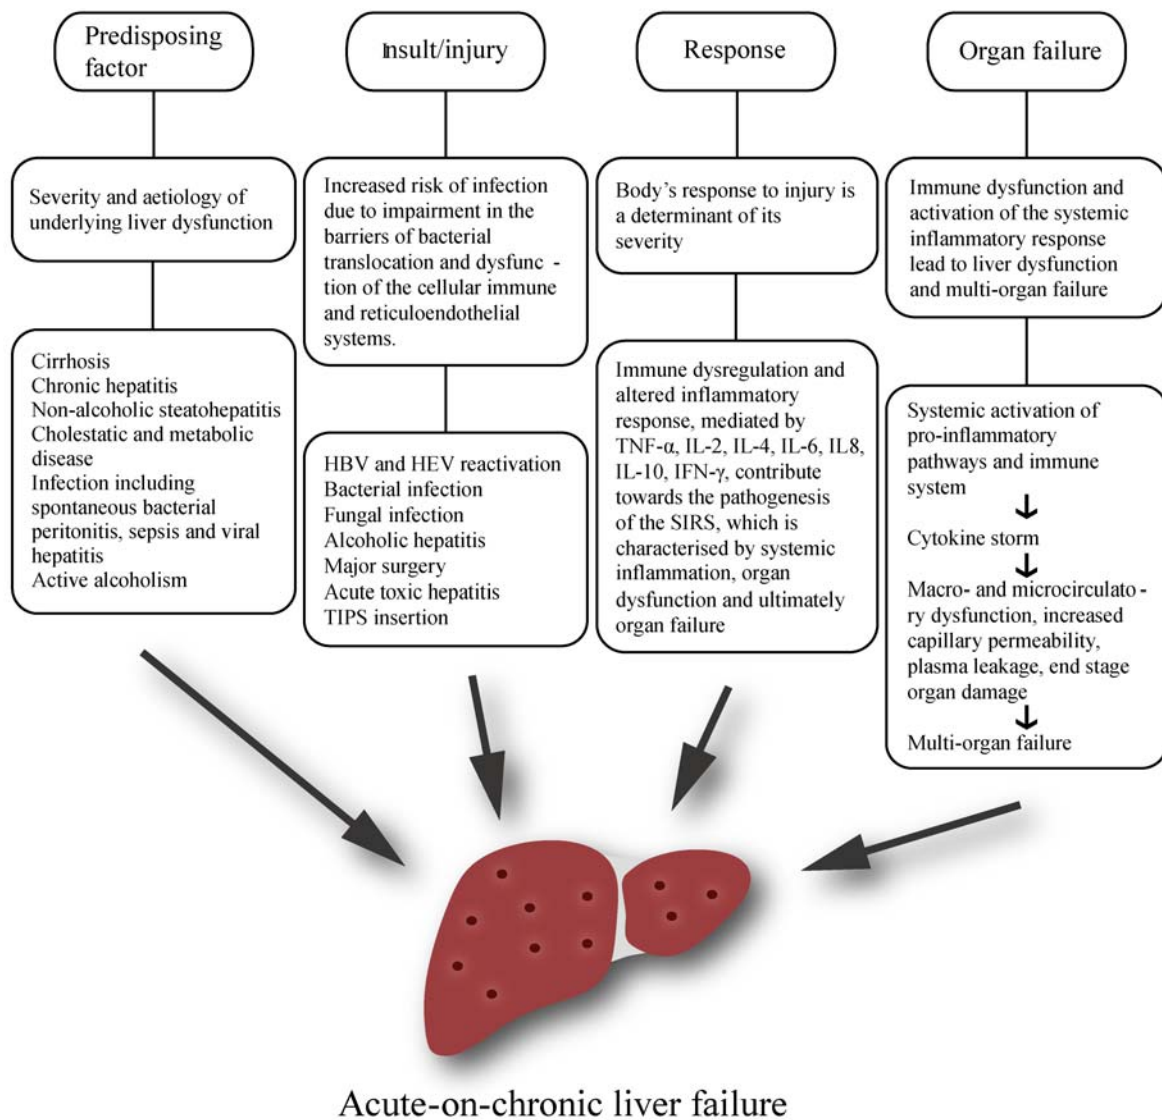 Predisposing
factor
Insult/injury
Response
Organ failure
Severity and aetiology of
underlying liver dysfunction
Increased risk of infection
due to impairment in the
barriers of bacterial
translocation and dysfunc -
tion of the cellular immune
and reticuloendothelial
systems.
Body's response to injury is
a determinant of its
severity
Immune dysfunction and
activation of the systemic
inflammatory response
lead to liver dysfunction
and multi-organ failure
Cirrhosis
Chronic hepatitis
Non-alcoholic steatohepatitis
Cholestatic and metabolic
disease
Infection including
spontaneous bacterial
peritonitis, sepsis and viral
hepatitis
Active alcoholism
HBV and HEV reactivation
Bacterial infection
Fungal infection
Alcoholic hepatitis
Major surgery
Acute toxic hepatitis
TIPS insertion
Immune dysregulation and
altered inflammatory
response, mediated by
TNF-α, IL-2, IL-4, IL-6, IL8,
IL-10, IFN-γ, contribute
towards the pathogenesis
of the SIRS, which is
characterised by systemic
inflammation, organ
dysfunction and ultimately
organ failure
Systemic activation of
pro-inflammatory
pathways and immune
system
Cytokine storm
Macro- and microcirculato -
ry dysfunction, increased
capillary permeability,
plasma leakage, end stage
organ damage
Multi-organ failure
Acute-on-chronic liver failure